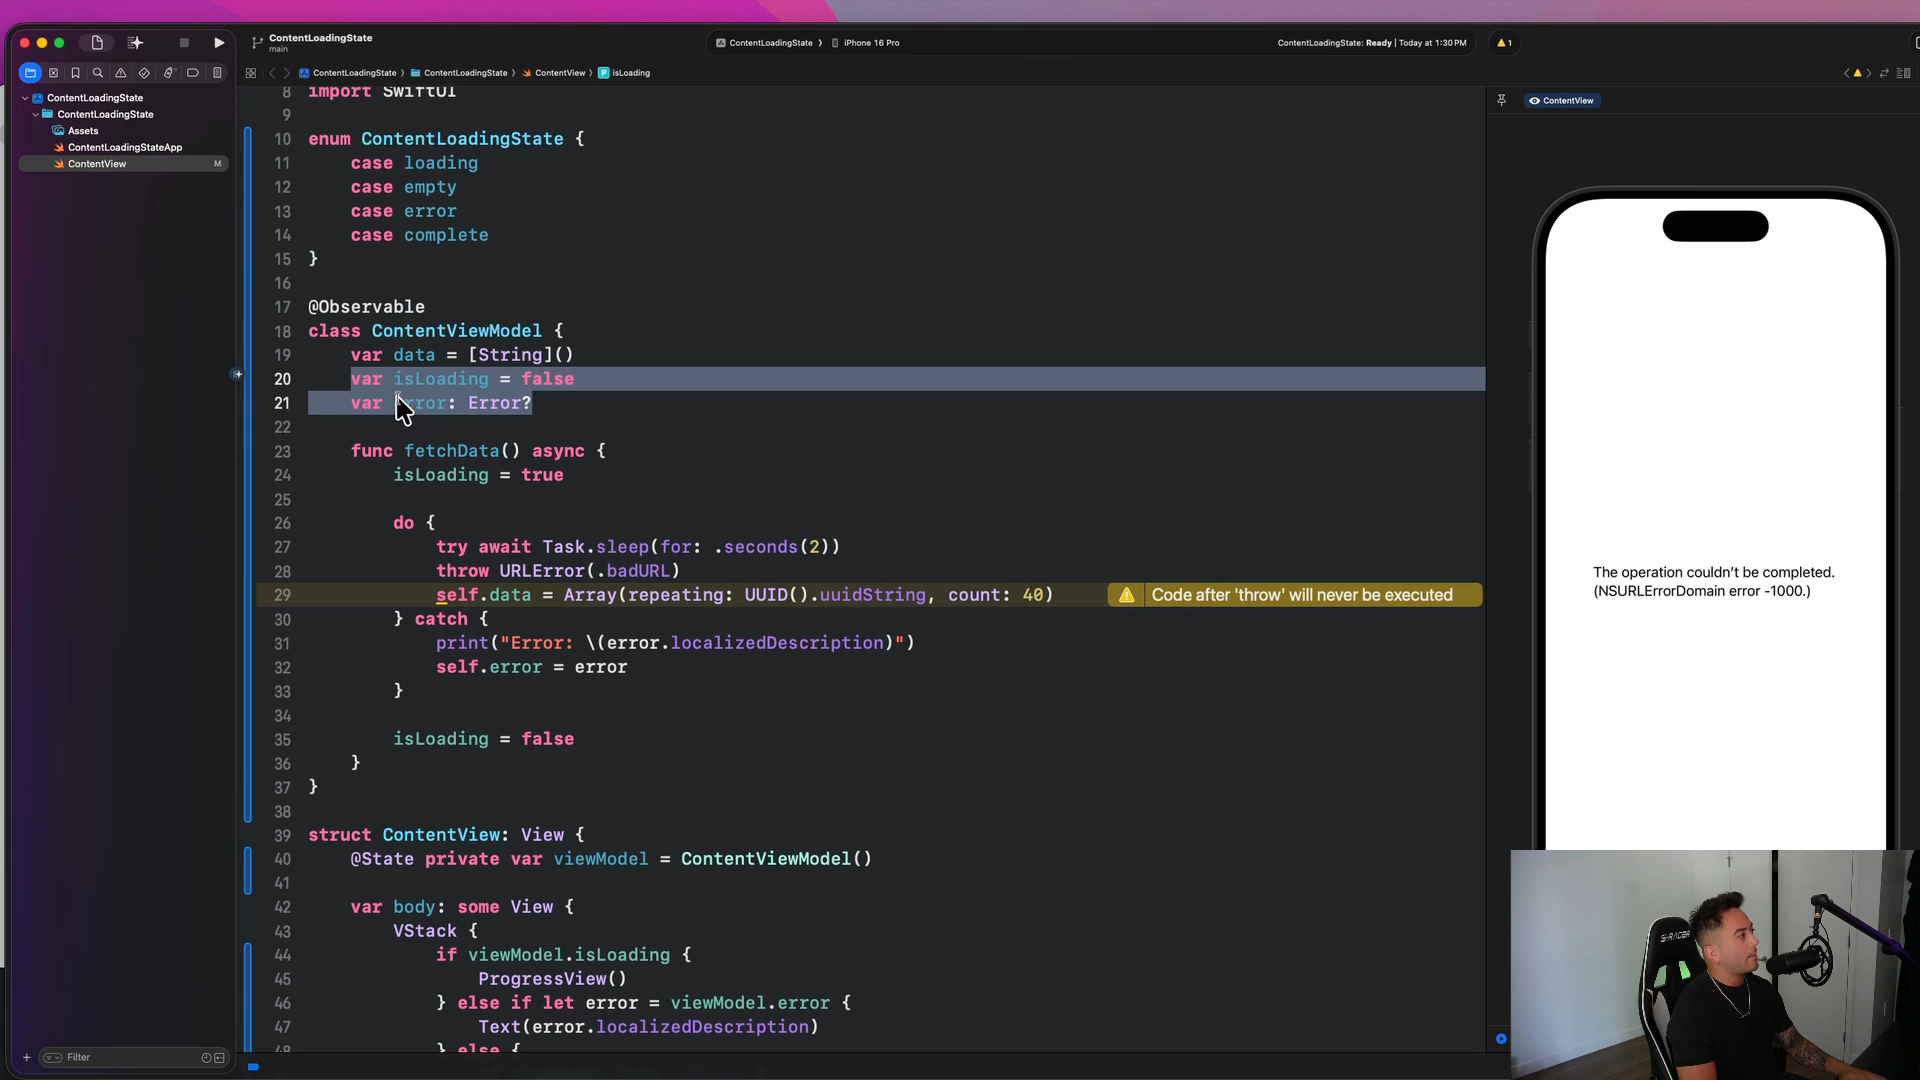 ContentLoadingState
main
ContentLoadingState
iPhone 16 Pro
ContentLoadingState: Ready | Today at 1:30 PM
1
ContentLoadingState
ContentLoadingState
ContentView
isLoading
ContentLoadingState
ContentLoadingState
Assets
ContentLoadingStateApp
ContentView
M
Filter
8 import SwiftUI
9
10 enum ContentLoadingState {
11 case loading
12 case empty
13 case error
14 case complete
15 }
16
17 @Observable
18 class ContentViewModel {
19 var data = [String]()
20 var isLoading = false
21 var error: Error?
22
23 func fetchData() async {
24 isLoading = true
25
26 do {
27 try await Task.sleep(for: .seconds(2))
28 throw URLError(.badURL)
29 self.data = Array(repeating: UUID().uuidString, count: 40)
Code after 'throw' will never be executed
30 } catch {
31 print("Error: \(error.localizedDescription)")
32 self.error = error
33 }
34
35 isLoading = false
36 }
37 }
38
39 struct ContentView: View {
40 @State private var viewModel = ContentViewModel()
41
42 var body: some View {
43 VStack {
44 if viewModel.isLoading {
45 ProgressView()
46 } else if let error = viewModel.error {
47 Text(error.localizedDescription)
48 } else {
ContentView
The operation couldn't be completed.
(NSURLErrorDomain error -1000.)
S-RACER